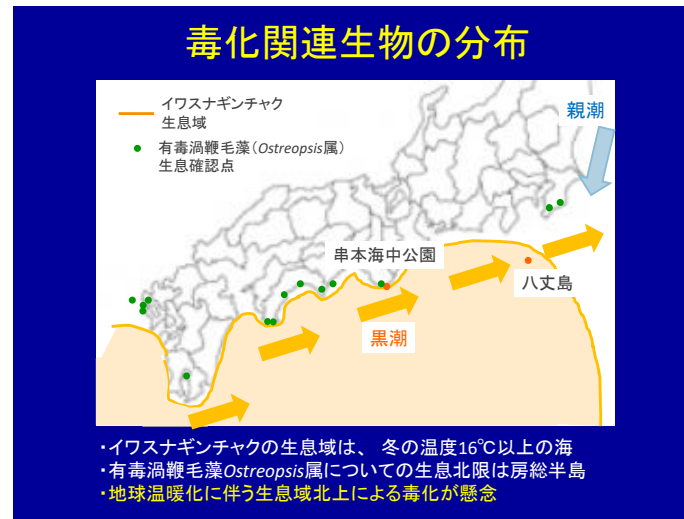 毒化関連生物の分布
イワスナギンチャク
生息域
有毒渦鞭毛藻（Ostreopsis属）
生息確認点
親潮
串本海中公園
八丈島
黒潮
・イワスナギンチャクの生息域は、 冬の温度16℃以上の海
・有毒渦鞭毛藻Ostreopsis属についての生息北限は房総半島
・地球温暖化に伴う生息域北上による毒化が懸念